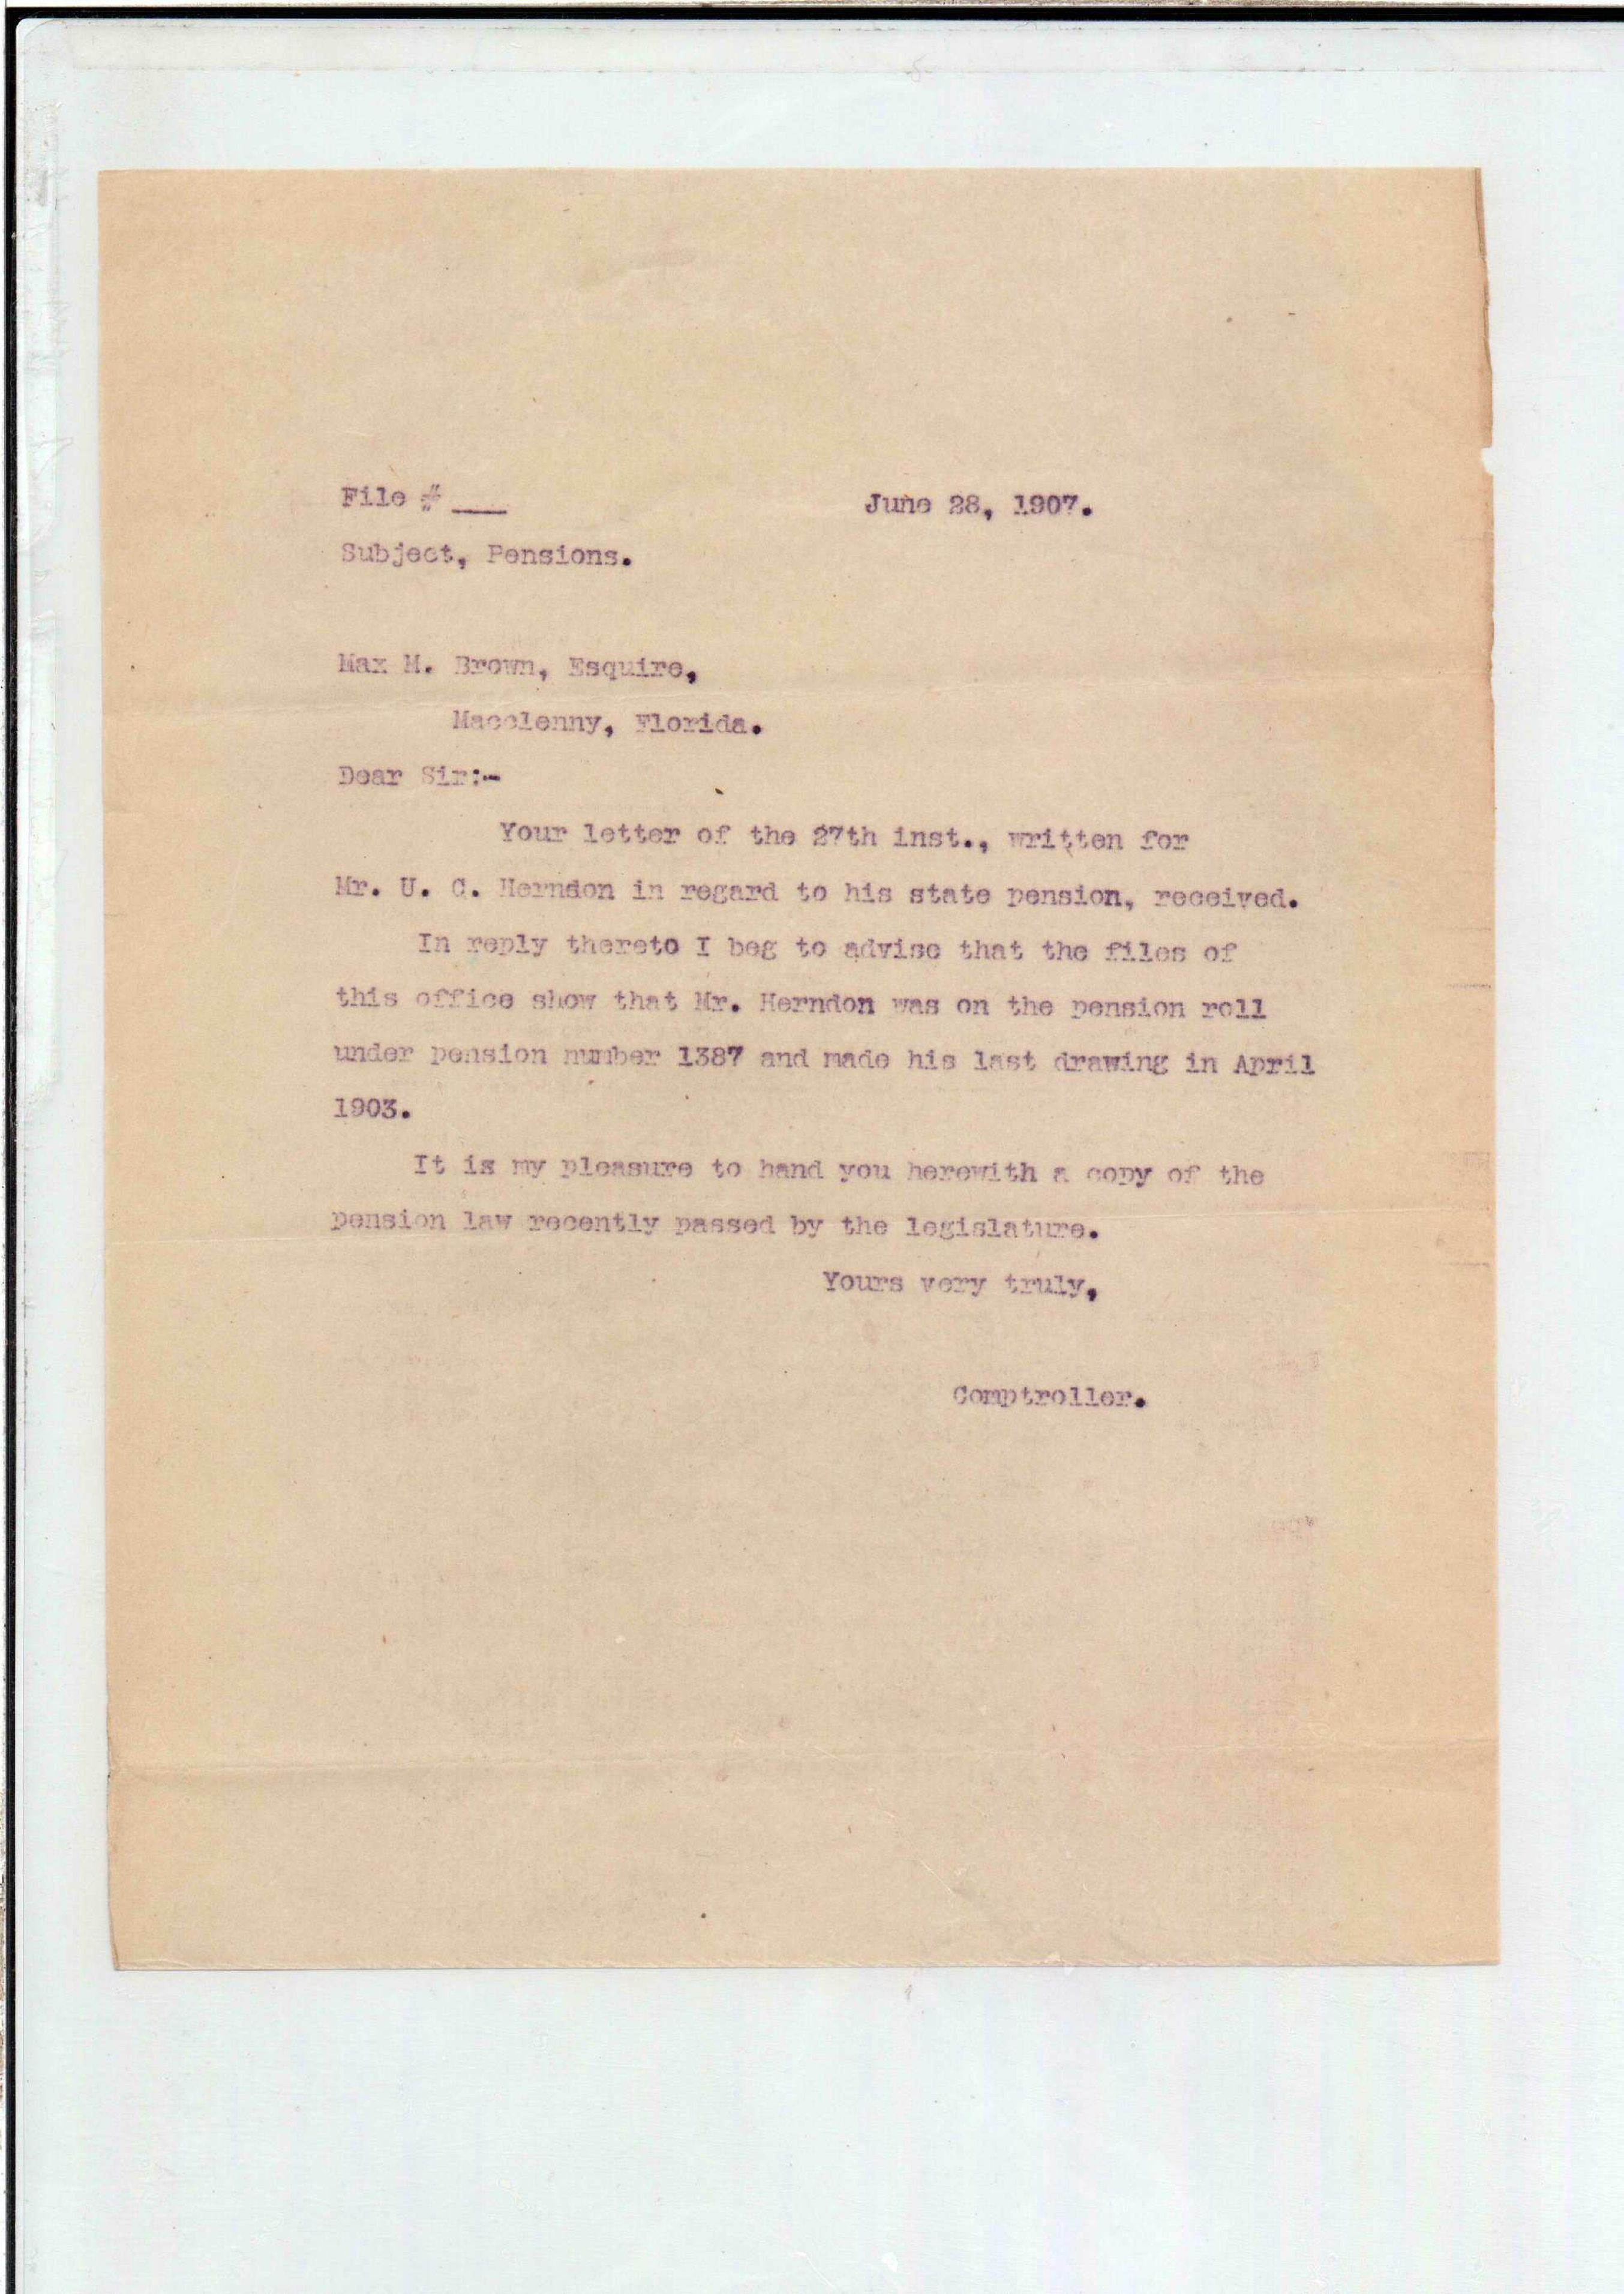 File # ___ June 28, 1907.
Subject, Pensions.
Max M. Brown, Esquire,
Macclenny, Florida.
Dear Sir:-
Your letter of the 27th inst., written for
Mr. U. C. Herndon in regard to his state pension, received.
In reply thereto I beg to advise that the files of
this office show that Mr. Herndon was on the pension roll
under pension number 1387 and made his last drawing in April
1903.
It is my pleasure to hand you herewith a copy of the
pension law recently passed by the legislature.
Yours very truly,
Comptroller.